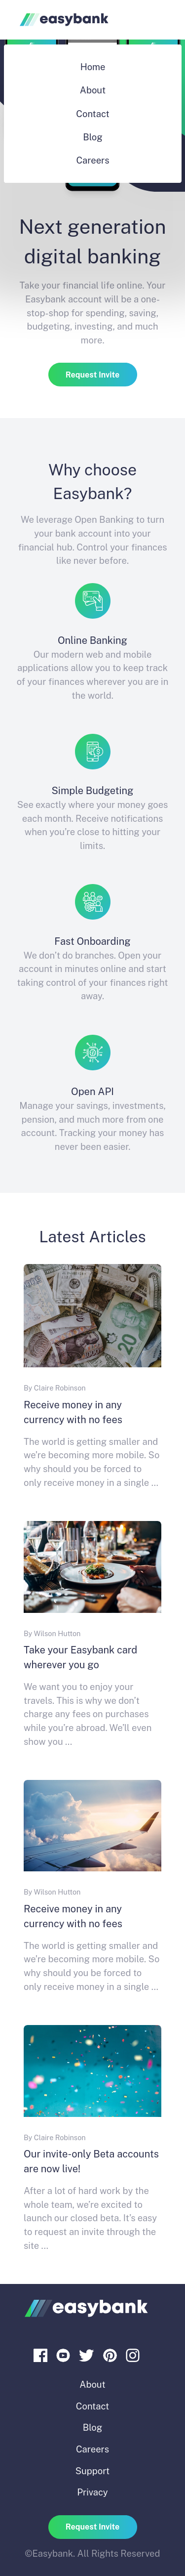 easybank
Home
About
Contact
Blog
Careers
Next generation
digital banking
Take your financial life online. Your
Easybank account will be a one-
stop-shop for spending, saving,
budgeting, investing, and much
more.
Request Invite
Why choose
Easybank?
We leverage Open Banking to turn
your bank account into your
financial hub. Control your finances
like never before.
Online Banking
Our modern web and mobile
applications allow you to keep track
of your finances wherever you are in
the world.
Simple Budgeting
See exactly where your money goes
each month. Receive notifications
when you're close to hitting your
limits.
Fast Onboarding
We don't do branches. Open your
account in minutes online and start
taking control of your finances right
away.
Open API
Manage your savings, investments,
pension, and much more from one
account. Tracking your money has
never been easier.
Latest Articles
By Claire Robinson
Receive money in any
currency with no fees
The world is getting smaller and
we're becoming more mobile. So
why should you be forced to
only receive money in a single ...
By Wilson Hutton
Take your Easybank card
wherever you go
We want you to enjoy your
travels. This is why we don't
charge any fees on purchases
while you're abroad. We'll even
show you ...
By Wilson Hutton
Receive money in any
currency with no fees
The world is getting smaller and
we're becoming more mobile. So
why should you be forced to
only receive money in a single ...
By Claire Robinson
Our invite-only Beta accounts
are now live!
After a lot of hard work by the
whole team, we're excited to
launch our closed beta. It's easy
to request an invite through the
site ...
easybank
About
Contact
Blog
Careers
Support
Privacy
Request Invite
©Easybank. All Rights Reserved